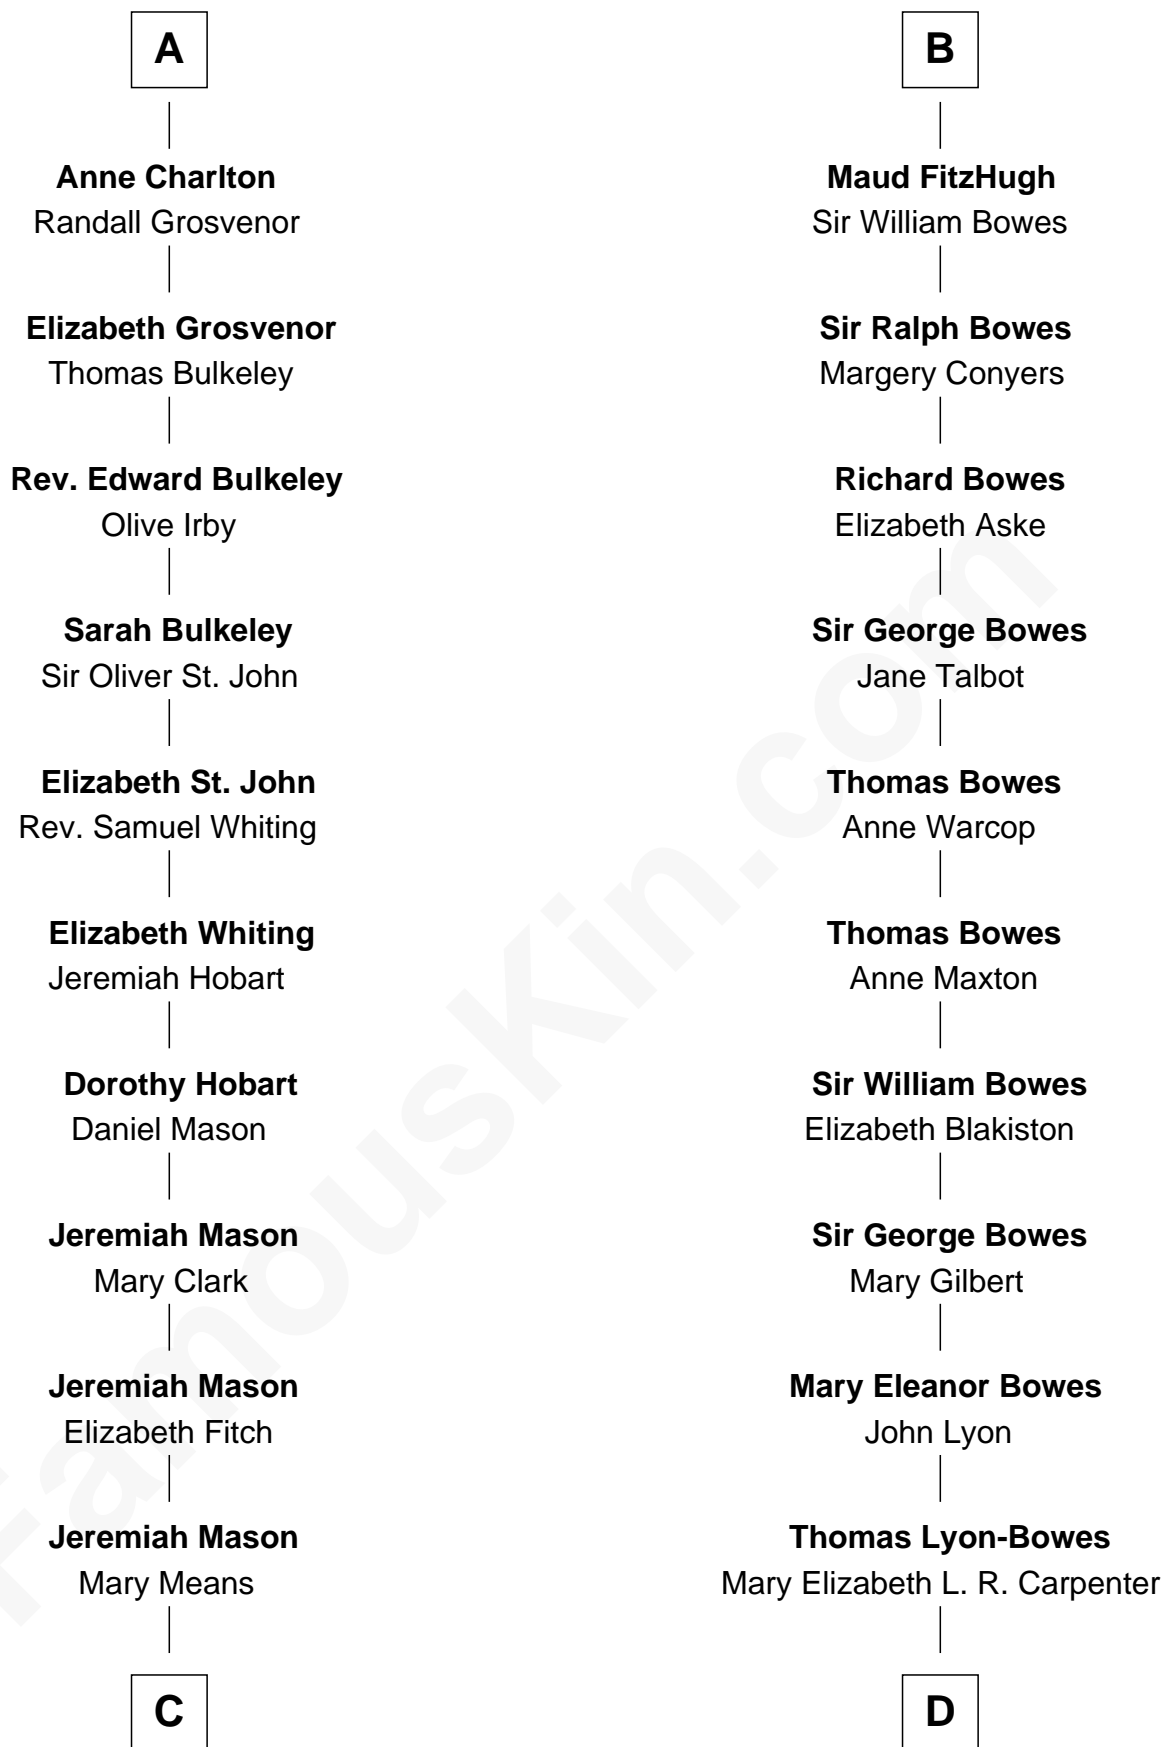 A
Anne Charlton
Randall Grosvenor
Elizabeth Grosvenor
Thomas Bulkeley
Rev. Edward Bulkeley
Olive Irby
Sarah Bulkeley
Sir Oliver St. John
Elizabeth St. John
Rev. Samuel Whiting
Elizabeth Whiting
Jeremiah Hobart
Dorothy Hobart
Daniel Mason
Jeremiah Mason
Mary Clark
Jeremiah Mason
Elizabeth Fitch
Jeremiah Mason
Mary Means
C
B
Maud FitzHugh
Sir William Bowes
Sir Ralph Bowes
Margery Conyers
Richard Bowes
Elizabeth Aske
Sir George Bowes
Jane Talbot
Thomas Bowes
Anne Warcop
Thomas Bowes
Anne Maxton
Sir William Bowes
Elizabeth Blakiston
Sir George Bowes
Mary Gilbert
Mary Eleanor Bowes
John Lyon
Thomas Lyon-Bowes
Mary Elizabeth L. R. Carpenter
D
FamousKin.com